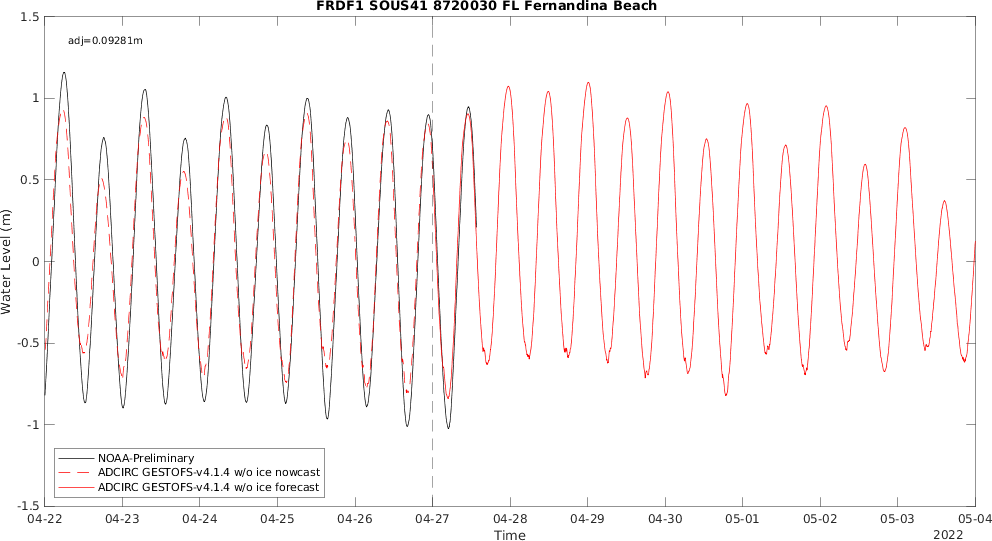 FRDF1 SOUS41 8720030 FL Fernandina Beach
adj=0.09281m
1.5
1
0.5
0
-0.5
-1
-1.5
Water Level (m)
NOAA-Preliminary
ADCIRC GESTOFS-v4.1.4 w/o ice nowcast
ADCIRC GESTOFS-v4.1.4 w/o ice forecast
04-22 04-23 04-24 04-25 04-26 04-27 04-28 04-29 04-30 05-01 05-02 05-03 05-04
Time
2022